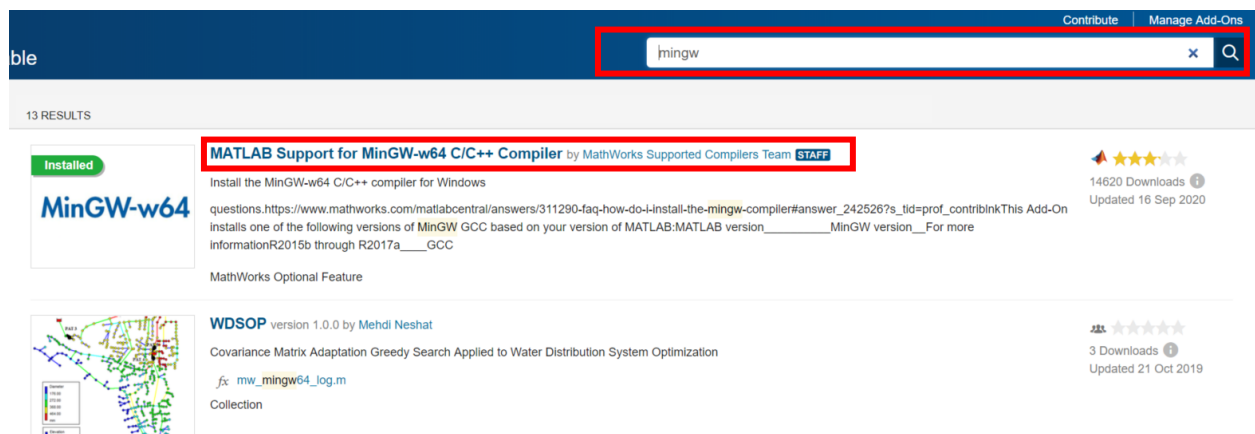 Contribute Manage Add-Ons
ble
mingw
13 RESULTS
Installed
MinGW-w64
MATLAB Support for MinGW-w64 C/C++ Compiler by MathWorks Supported Compilers Team STAFF
Install the MinGW-w64 C/C++ compiler for Windows
questions.https://www.mathworks.com/matlabcentral/answers/311290-faq-how-do-i-install-the-mingw-compiler#answer_242526?s_tid=prof_contriblnkThis Add-On
installs one of the following versions of MinGW GCC based on your version of MATLAB:MATLAB version__________MinGW version__For more
informationR2015b through R2017a____GCC
MathWorks Optional Feature
14620 Downloads
Updated 16 Sep 2020
WDSOP version 1.0.0 by Mehdi Neshat
Covariance Matrix Adaptation Greedy Search Applied to Water Distribution System Optimization
fx mw_mingw64_log.m
Collection
3 Downloads
Updated 21 Oct 2019